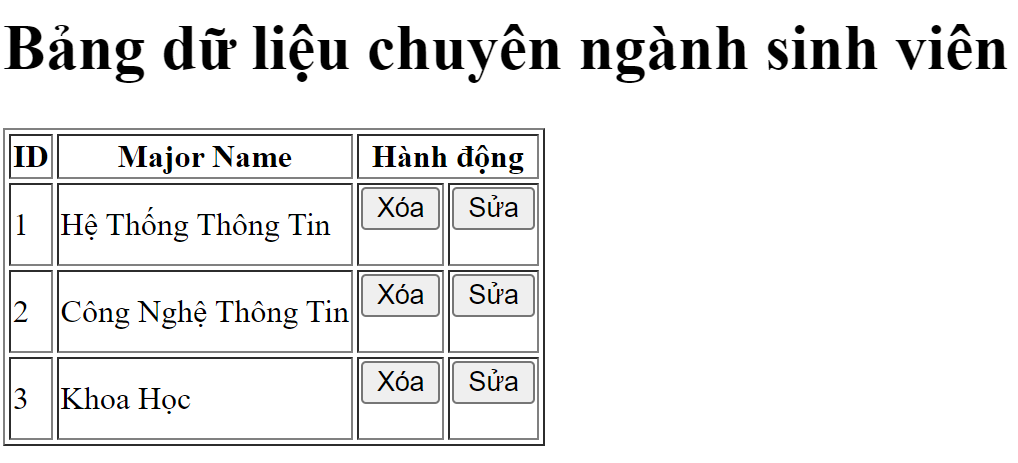 Bảng dữ liệu chuyên ngành sinh viên
ID Major Name Hành động
1 Hệ Thống Thông Tin Xóa Sửa
2 Công Nghệ Thông Tin Xóa Sửa
3 Khoa Học Xóa Sửa